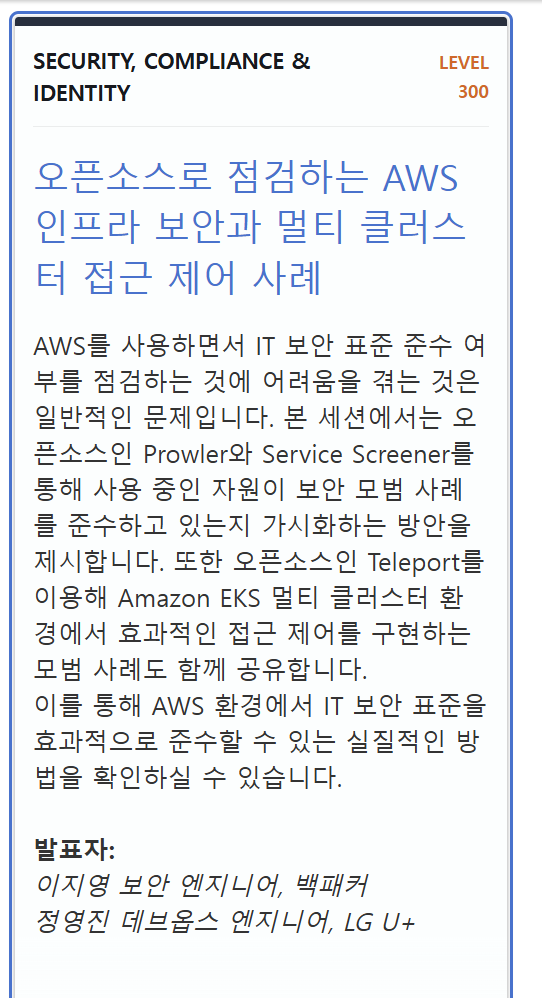 SECURITY, COMPLIANCE &
IDENTITY
LEVEL
300
오픈소스로 점검하는 AWS
인프라 보안과 멀티 클러스
터 접근 제어 사례
AWS를 사용하면서 IT 보안 표준 준수 여
부를 점검하는 것에 어려움을 겪는 것은
일반적인 문제입니다. 본 세션에서는 오
픈소스인 Prowler와 Service Screener를
통해 사용 중인 자원이 보안 모범 사례
를 준수하고 있는지 가시화하는 방안을
제시합니다. 또한 오픈소스인 Teleport를
이용해 Amazon EKS 멀티 클러스터 환
경에서 효과적인 접근 제어를 구현하는
모범 사례도 함께 공유합니다.
이를 통해 AWS 환경에서 IT 보안 표준을
효과적으로 준수할 수 있는 실질적인 방
법을 확인하실 수 있습니다.
발표자:
이지영 보안 엔지니어, 백패커
정영진 데브옵스 엔지니어, LG U+